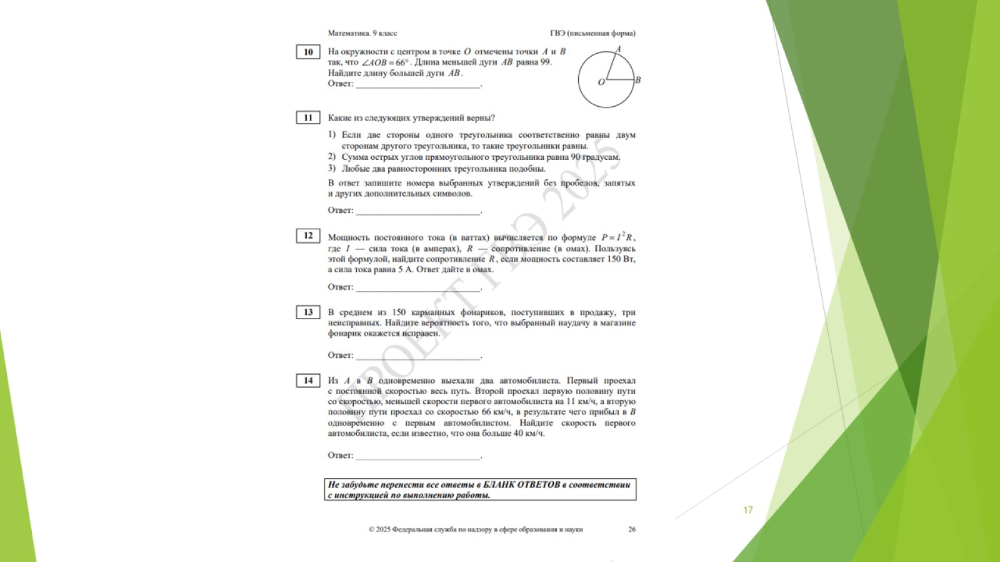 Математика. 9 класс ГВЭ (письменная форма)
10 На окружности с центром в точке O отмечены точки A и B
так, что ∠AOB = 66°. Длина меньшей дуги AB равна 99.
Найдите длину большей дуги AB.
Ответ: ___________________________.
A
O
B
11 Какие из следующих утверждений верны?
1) Если две стороны одного треугольника соответственно равны двум
сторонам другого треугольника, то такие треугольники равны.
2) Сумма острых углов прямоугольного треугольника равна 90 градусам.
3) Любые два равносторонних треугольника подобны.
В ответ запишите номера выбранных утверждений без пробелов, запятых
и других дополнительных символов.
Ответ: ___________________________.
12 Мощность постоянного тока (в ваттах) вычисляется по формуле P = I²R,
где I — сила тока (в амперах), R — сопротивление (в омах). Пользуясь
этой формулой, найдите сопротивление R, если мощность составляет 150 Вт,
а сила тока равна 5 А. Ответ дайте в омах.
Ответ: ___________________________.
13 В среднем из 150 карманных фонариков, поступивших в продажу, три
неисправных. Найдите вероятность того, что выбранный наудачу в магазине
фонарик окажется исправен.
Ответ: ___________________________.
14 Из A в B одновременно выехали два автомобилиста. Первый проехал
с постоянной скоростью весь путь. Второй проехал первую половину пути
со скоростью, меньшей скорости первого автомобилиста на 11 км/ч, а вторую
половину пути проехал со скоростью 66 км/ч, в результате чего прибыл в B
одновременно с первым автомобилистом. Найдите скорость первого
автомобилиста, если известно, что она больше 40 км/ч.
Ответ: ___________________________.
Не забудьте перенести все ответы в БЛАНК ОТВЕТОВ в соответствии
с инструкцией по выполнению работы.
© 2025 Федеральная служба по надзору в сфере образования и науки 26
ПРОЕКТ ГВЭ 2025
17